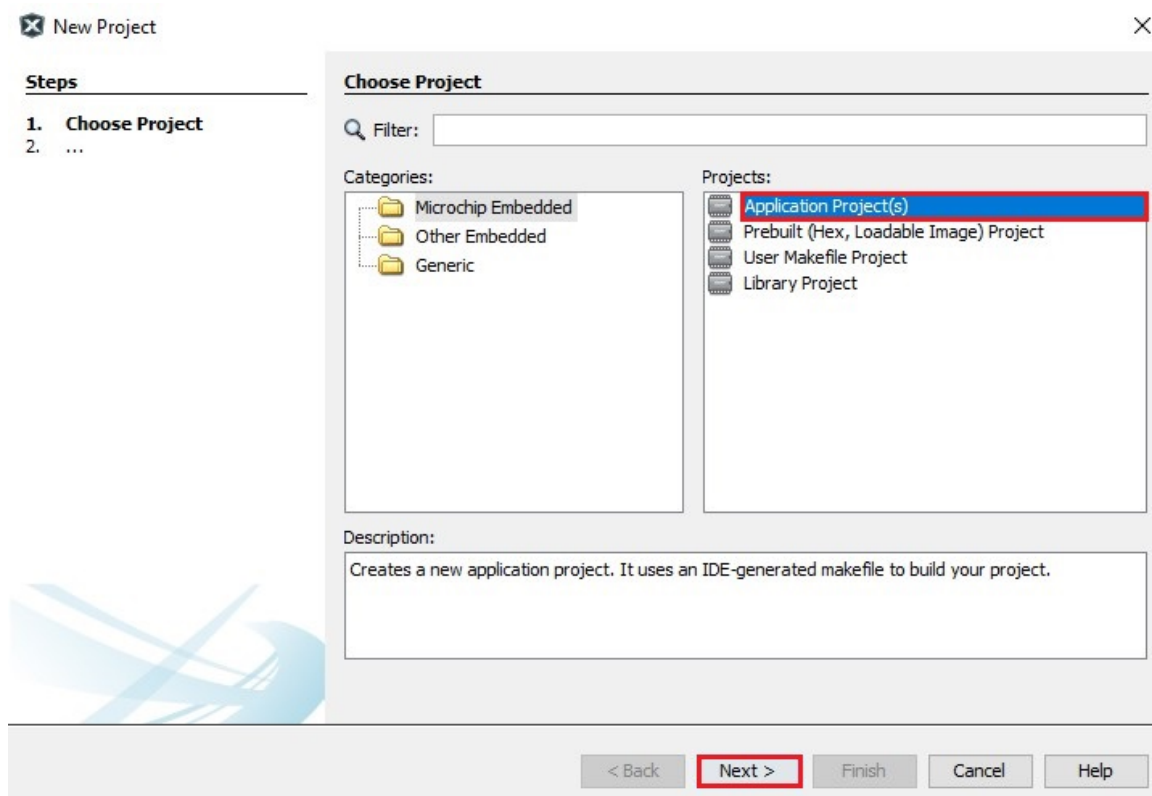 New Project
Steps
1. Choose Project
2. ...
Choose Project
Filter:
Categories:
Microchip Embedded
Other Embedded
Generic
Projects:
Application Project(s)
Prebuilt (Hex, Loadable Image) Project
User Makefile Project
Library Project
Description:
Creates a new application project. It uses an IDE-generated makefile to build your project.
< Back
Next >
Finish
Cancel
Help